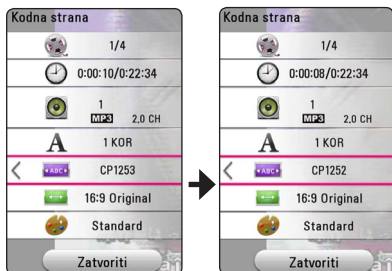 Kodna strana
1/4
0:00:10/0:22:34
1
MP3 2,0 CH
A 1 KOR
ABC CP1253
16:9 Original
Standard
Zatvoriti
Kodna strana
1/4
0:00:08/0:22:34
1
MP3 2,0 CH
A 1 KOR
ABC CP1252
16:9 Original
Standard
Zatvoriti